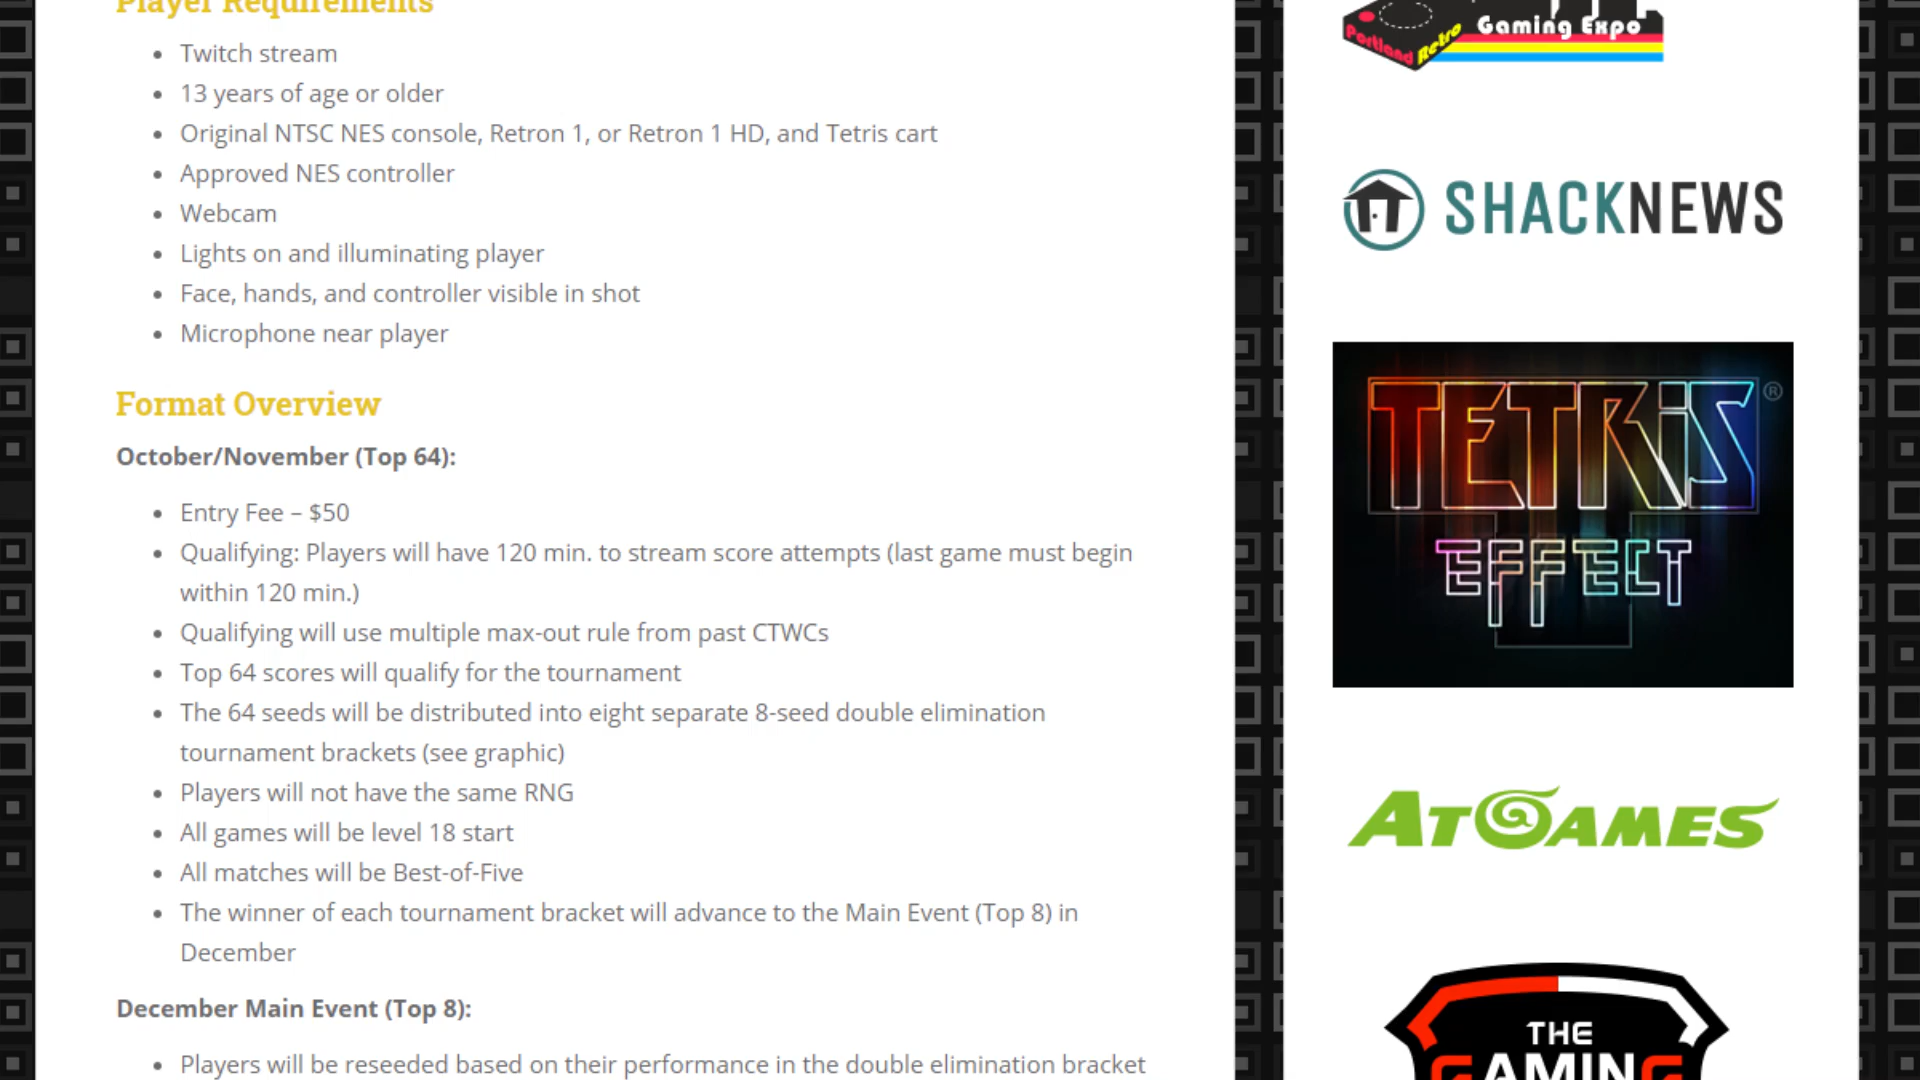 Player Requirements
Twitch stream
13 years of age or older
Original NTSC NES console, Retron 1, or Retron 1 HD, and Tetris cart
Approved NES controller
Webcam
Lights on and illuminating player
Face, hands, and controller visible in shot
Microphone near player
Format Overview
October/November (Top 64):
Entry Fee – $50
Qualifying: Players will have 120 min. to stream score attempts (last game must begin
within 120 min.)
Qualifying will use multiple max-out rule from past CTWCs
Top 64 scores will qualify for the tournament
The 64 seeds will be distributed into eight separate 8-seed double elimination
tournament brackets (see graphic)
Players will not have the same RNG
All games will be level 18 start
All matches will be Best-of-Five
The winner of each tournament bracket will advance to the Main Event (Top 8) in
December
December Main Event (Top 8):
Players will be reseeded based on their performance in the double elimination bracket
Portland Retro
Gaming Expo
SHACKNEWS
TETRIS®
EFFECT
ATGAMES
THE
GAMING